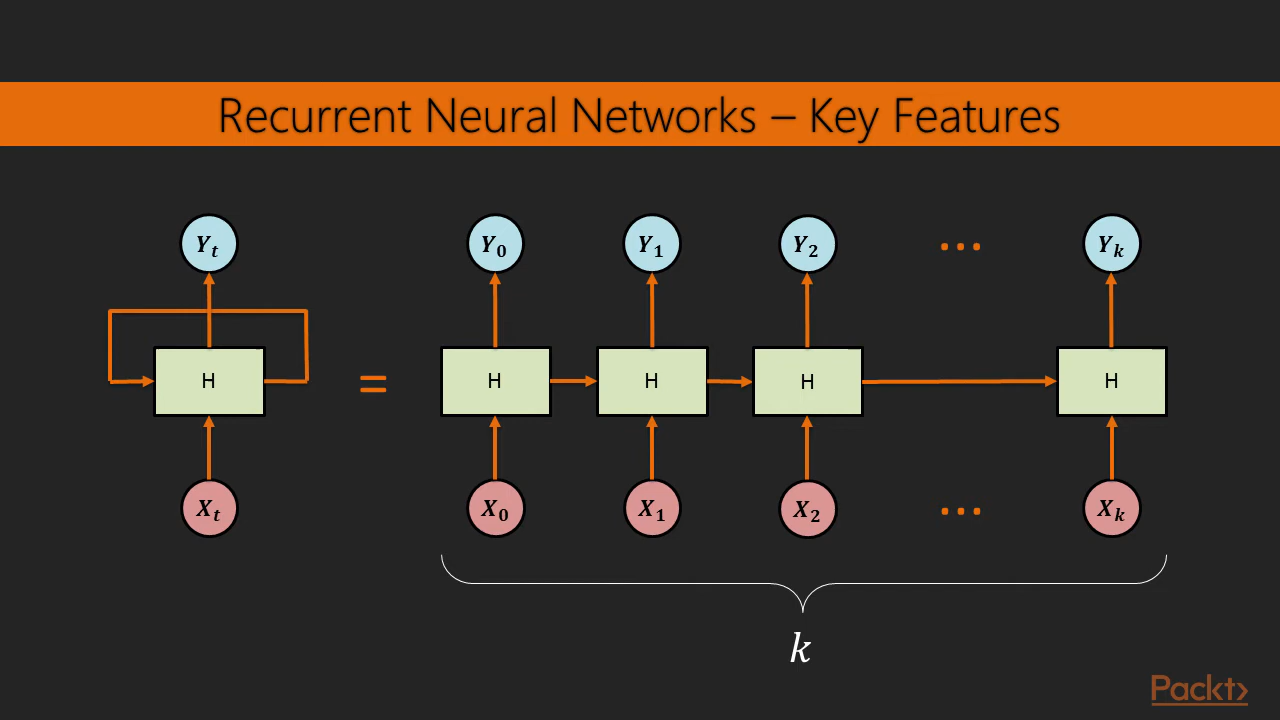 Recurrent Neural Networks – Key Features
Yt Y0 Y1 Y2 ... Yk
H = H H H H
Xt X0 X1 X2 ... Xk
k
Packt>